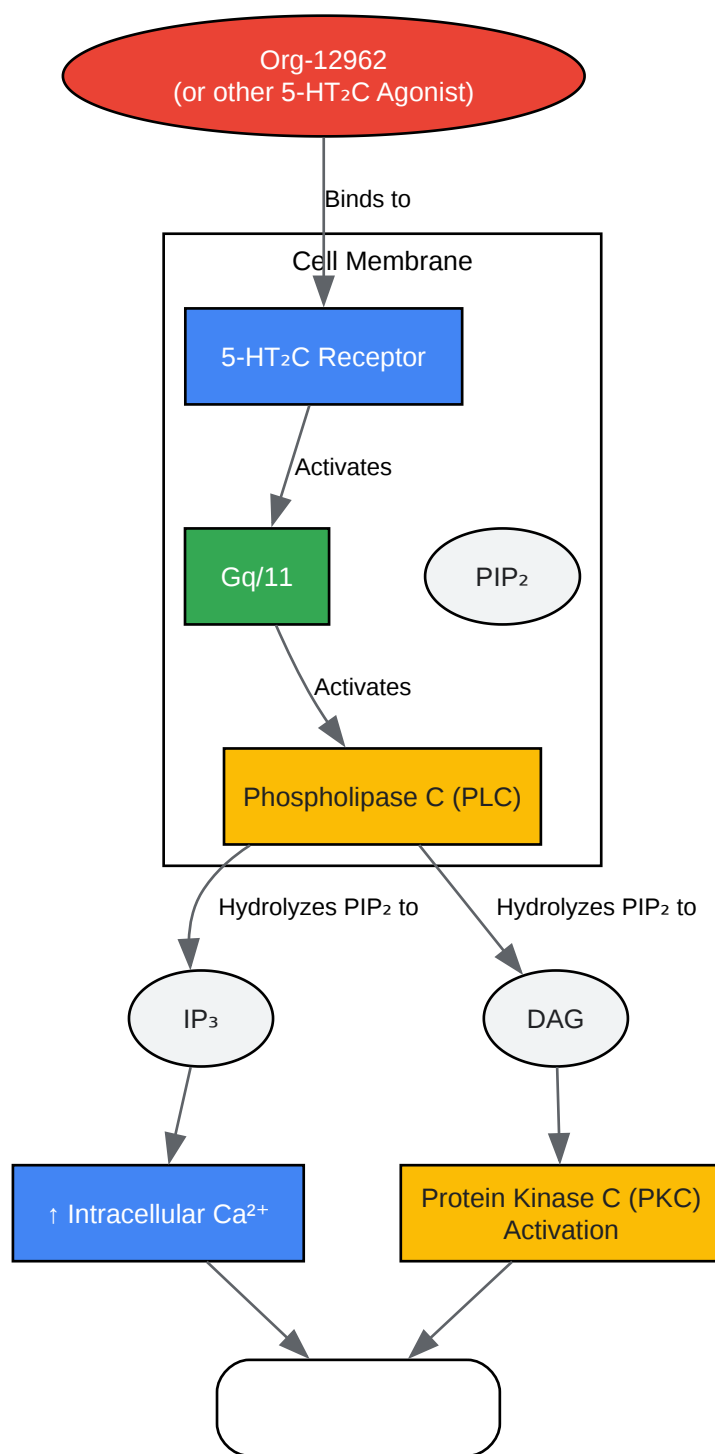 Org-12962
(or other 5-HT₂C Agonist)
Binds to
Cell Membrane
5-HT₂C Receptor
Activates
Gq/11
PIP₂
Activates
Phospholipase C (PLC)
Hydrolyzes PIP₂ to
Hydrolyzes PIP₂ to
IP₃
DAG
↑ Intracellular Ca²⁺
Protein Kinase C (PKC)
Activation